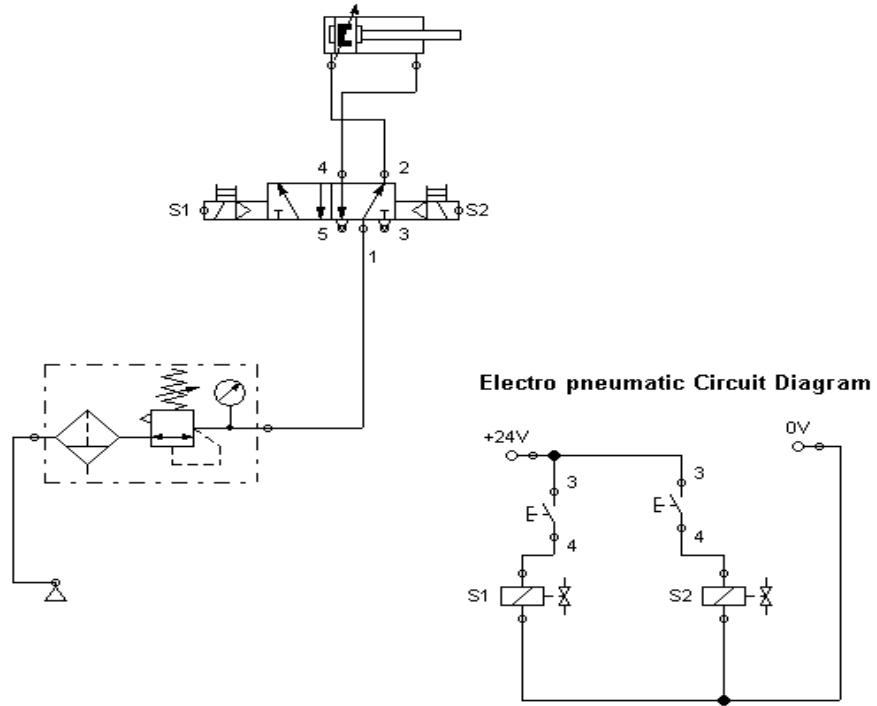 4 2
S1 S2
5 3
1
Electro pneumatic Circuit Diagram
+24V 0V
3 3
4 4
S1 S2